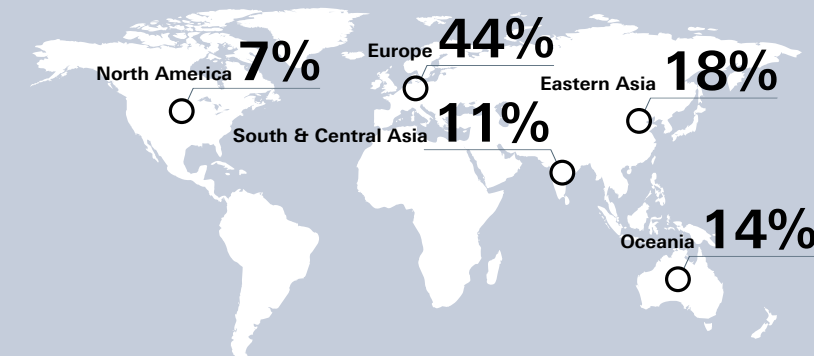 Europe 44%
North America 7%
Eastern Asia 18%
South & Central Asia 11%
Oceania 14%